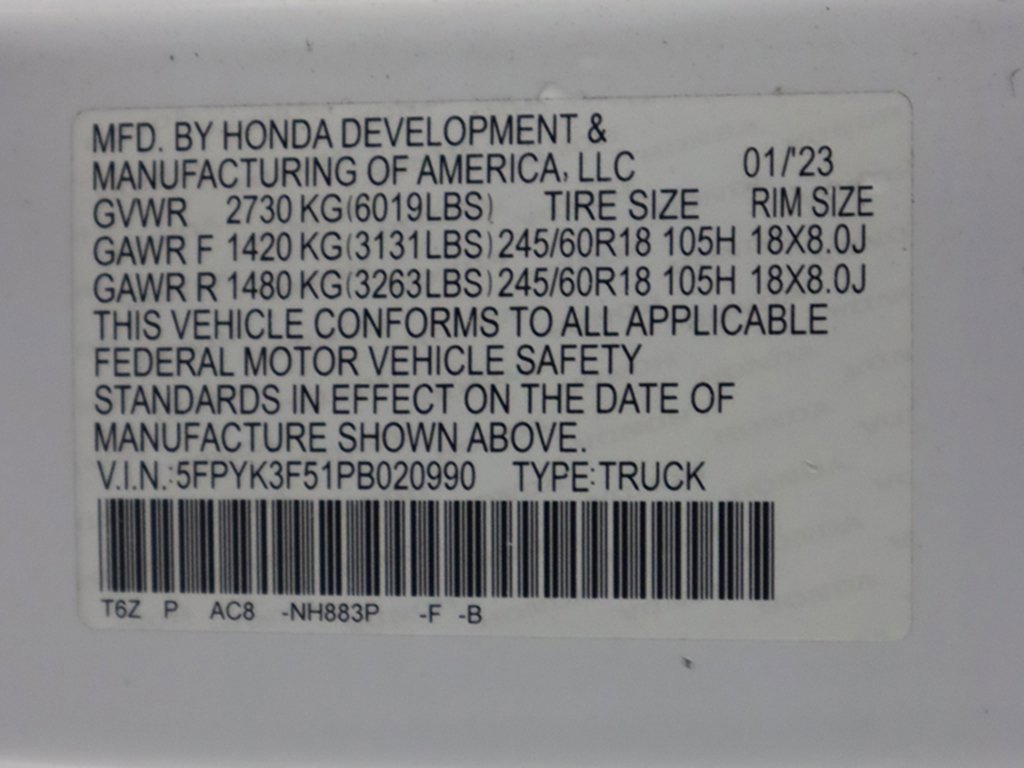 MFD. BY HONDA DEVELOPMENT &
MANUFACTURING OF AMERICA, LLC 01/'23
GVWR 2730 KG(6019LBS) TIRE SIZE RIM SIZE
GAWR F 1420 KG(3131LBS) 245/60R18 105H 18X8.0J
GAWR R 1480 KG(3263LBS) 245/60R18 105H 18X8.0J
THIS VEHICLE CONFORMS TO ALL APPLICABLE
FEDERAL MOTOR VEHICLE SAFETY
STANDARDS IN EFFECT ON THE DATE OF
MANUFACTURE SHOWN ABOVE.
V.I.N.:5FPYK3F51PB020990 TYPE:TRUCK
T6Z P AC8 -NH883P -F -B